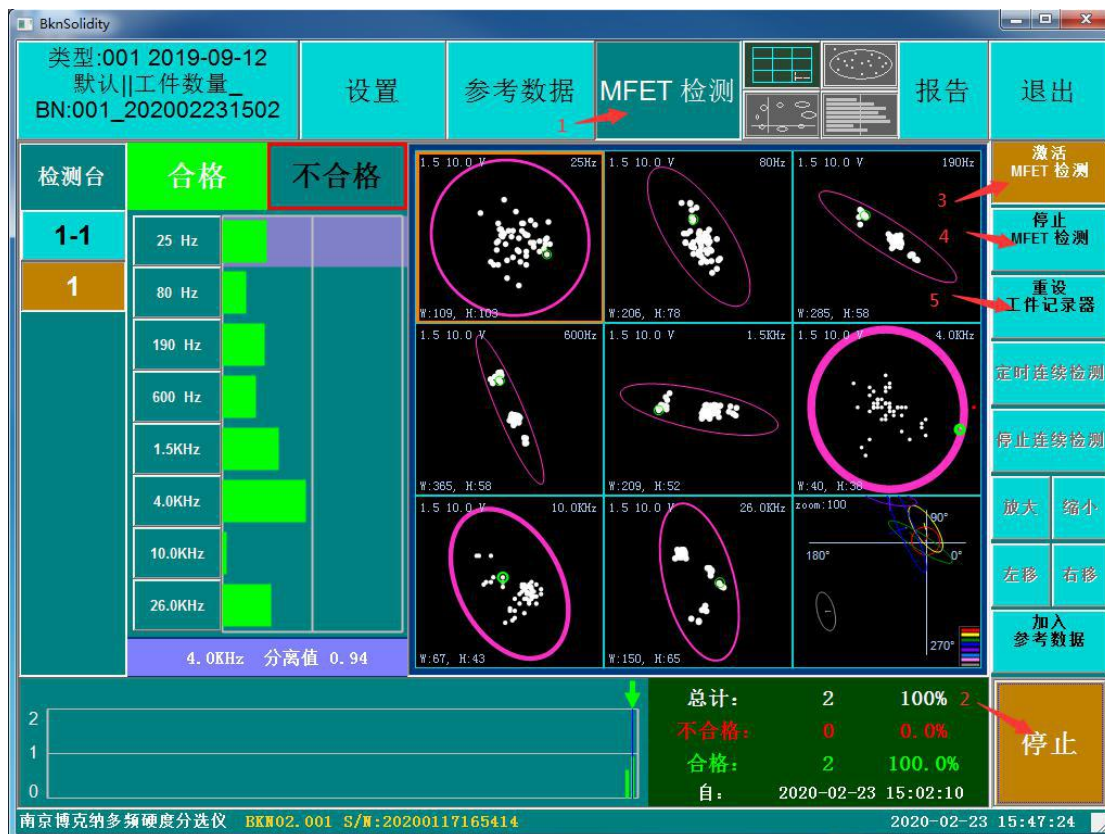 BknSolidity
类型:001 2019-09-12
默认||工件数量_
BN:001_202002231502
设置
参考数据
MFET 检测
报告
退出
1
检测台
合格
不合格
1-1
1
25 Hz
80 Hz
190 Hz
600 Hz
1.5KHz
4.0KHz
10.0KHz
26.0KHz
4.0KHz 分离值 0.94
1.5 10.0 V 25Hz
W:109, H:103
1.5 10.0 V 80Hz
W:206, H:78
1.5 10.0 V 190Hz
W:285, H:58
1.5 10.0 V 600Hz
W:365, H:58
1.5 10.0 V 1.5KHz
W:209, H:52
1.5 10.0 V 4.0KHz
W:40, H:38
1.5 10.0 V 10.0KHz
W:67, H:43
1.5 10.0 V 26.0KHz
W:150, H:65
zoom:100
90°
180°
0°
270°
激活
MFET 检测
3
停止
MFET 检测
4
重设
工件记录器
5
定时连续检测
停止连续检测
放大
缩小
左移
右移
加入
参考数据
2
1
0
总计: 2 100%
不合格: 0 0.0%
合格: 2 100.0%
自: 2020-02-23 15:02:10
2
停止
南京博克纳多频硬度分选仪 BKN02.001 S/N:20200117165414
2020-02-23 15:47:24